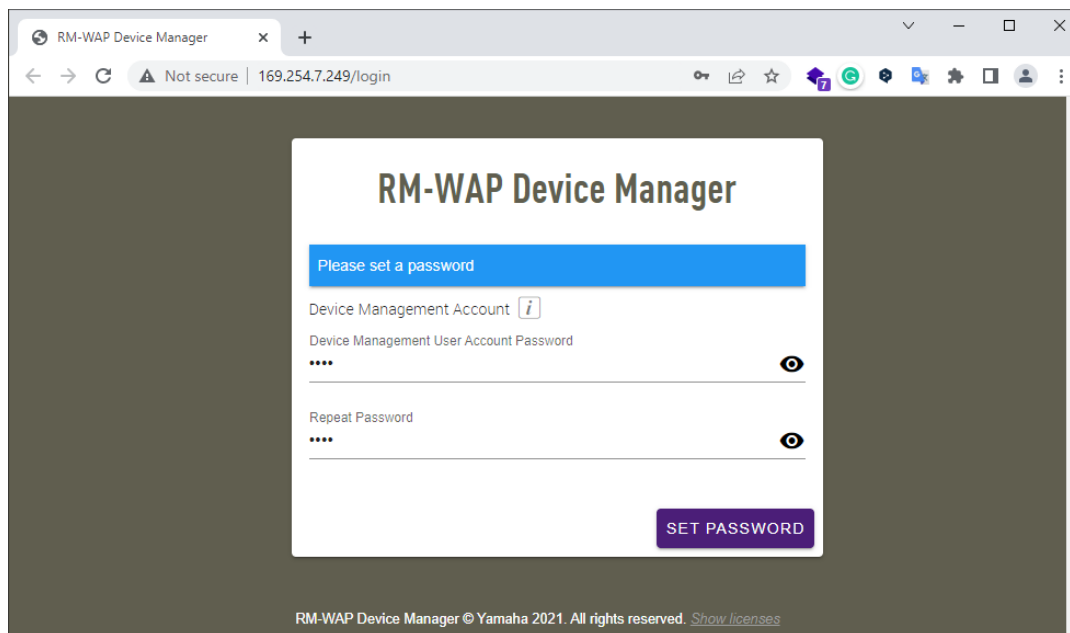 RM-WAP Device Manager
Not secure | 169.254.7.249/login
7
RM-WAP Device Manager
Please set a password
Device Management Account i
Device Management User Account Password
••••
Repeat Password
••••
SET PASSWORD
RM-WAP Device Manager © Yamaha 2021. All rights reserved. Show licenses